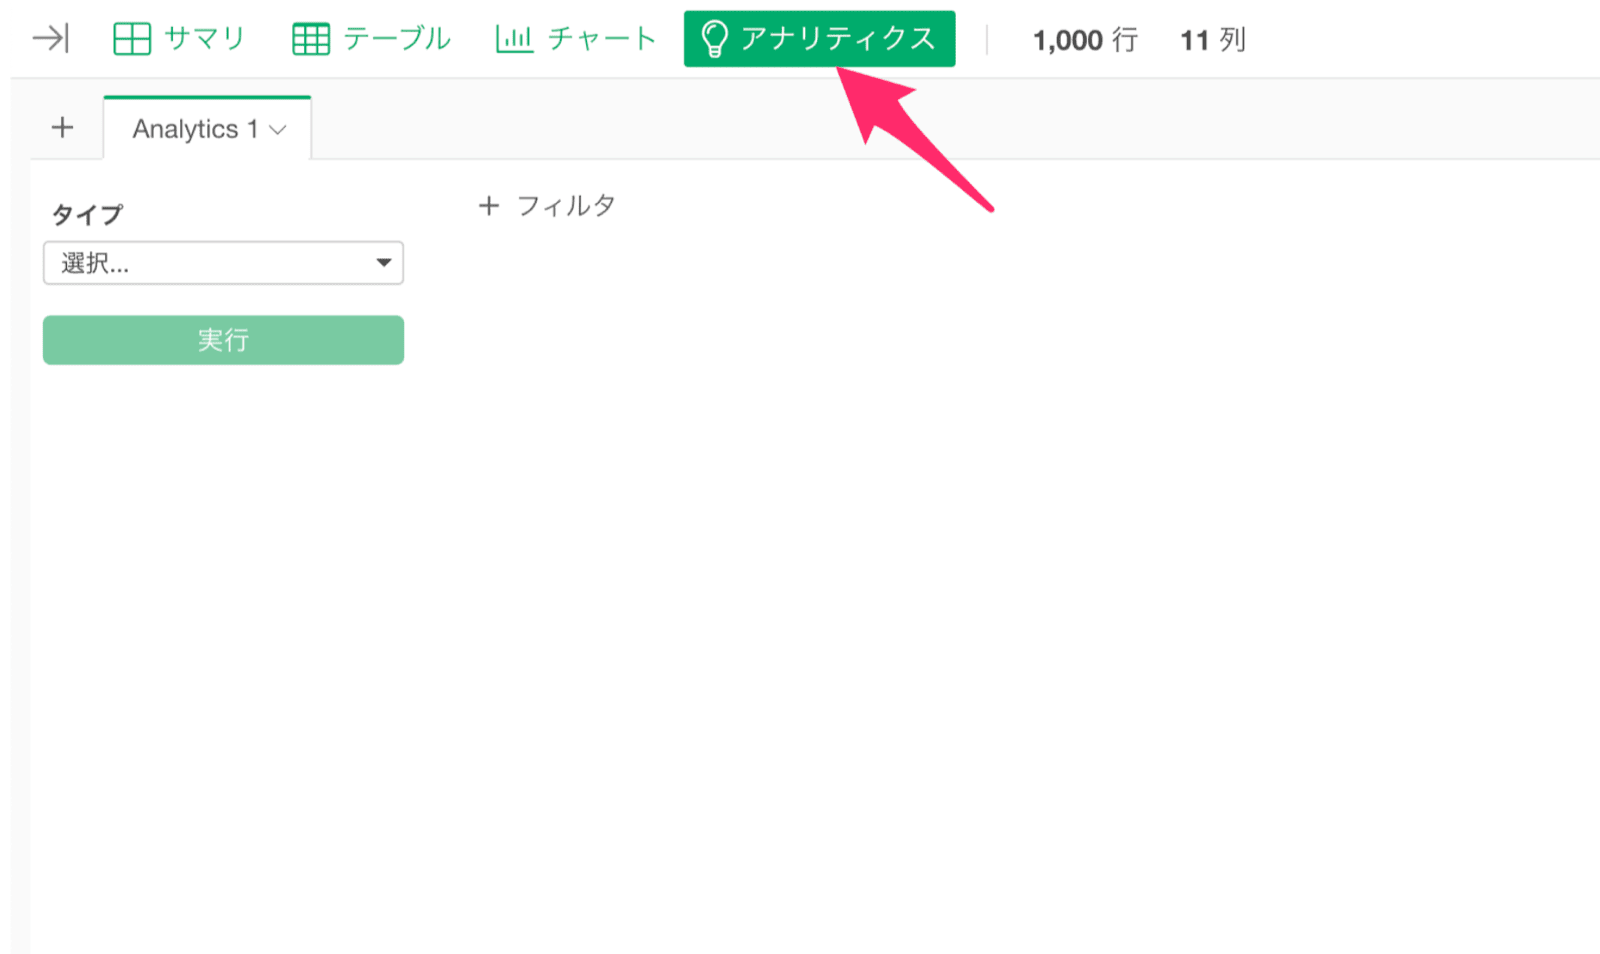 サマリ テーブル チャート アナリティクス 1,000 行 11 列
+ Analytics 1
タイプ + フィルタ
選択...
実行